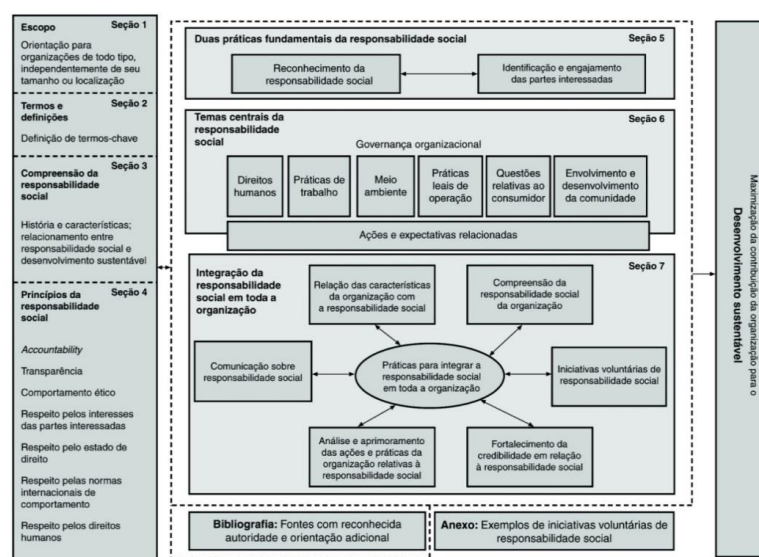 Escopo Seção 1
Orientação para
organizações de todo tipo,
independentemente de seu
tamanho ou localização
Termos e Seção 2
definições
Definição de termos-chave
Seção 3
Compreensão da
responsabilidade
social
História e características;
relacionamento entre
responsabilidade social e
desenvolvimento sustentável
Princípios da Seção 4
responsabilidade
social
Accountability
Transparência
Comportamento ético
Respeito pelos interesses
das partes interessadas
Respeito pelo estado de
direito
Respeito pelas normas
internacionais de
comportamento
Respeito pelos direitos
humanos
Duas práticas fundamentais da responsabilidade social
Seção 5
Reconhecimento da
responsabilidade social
Identificação e engajamento
das partes interessadas
Temas centrais da
responsabilidade
social
Seção 6
Governança organizacional
Direitos
humanos
Práticas de
trabalho
Meio
ambiente
Práticas
leais de
operação
Questões
relativas ao
consumidor
Envolvimento e
desenvolvimento
da comunidade
Ações e expectativas relacionadas
Integração da
responsabilidade
social em toda a
organização
Seção 7
Relação das características
da organização com
a responsabilidade social
Compreensão da
responsabilidade social
da organização
Comunicação sobre
responsabilidade social
Práticas para integrar a
responsabilidade social
em toda a organização
Iniciativas voluntárias de
responsabilidade social
Análise e aprimoramento
das ações e práticas da
organização relativas à
responsabilidade social
Fortalecimento da
credibilidade em relação
à responsabilidade social
Bibliografia: Fontes com reconhecida
autoridade e orientação adicional
Anexo: Exemplos de iniciativas voluntárias de
responsabilidade social
Maximização da contribuição da organização para o
Desenvolvimento sustentável